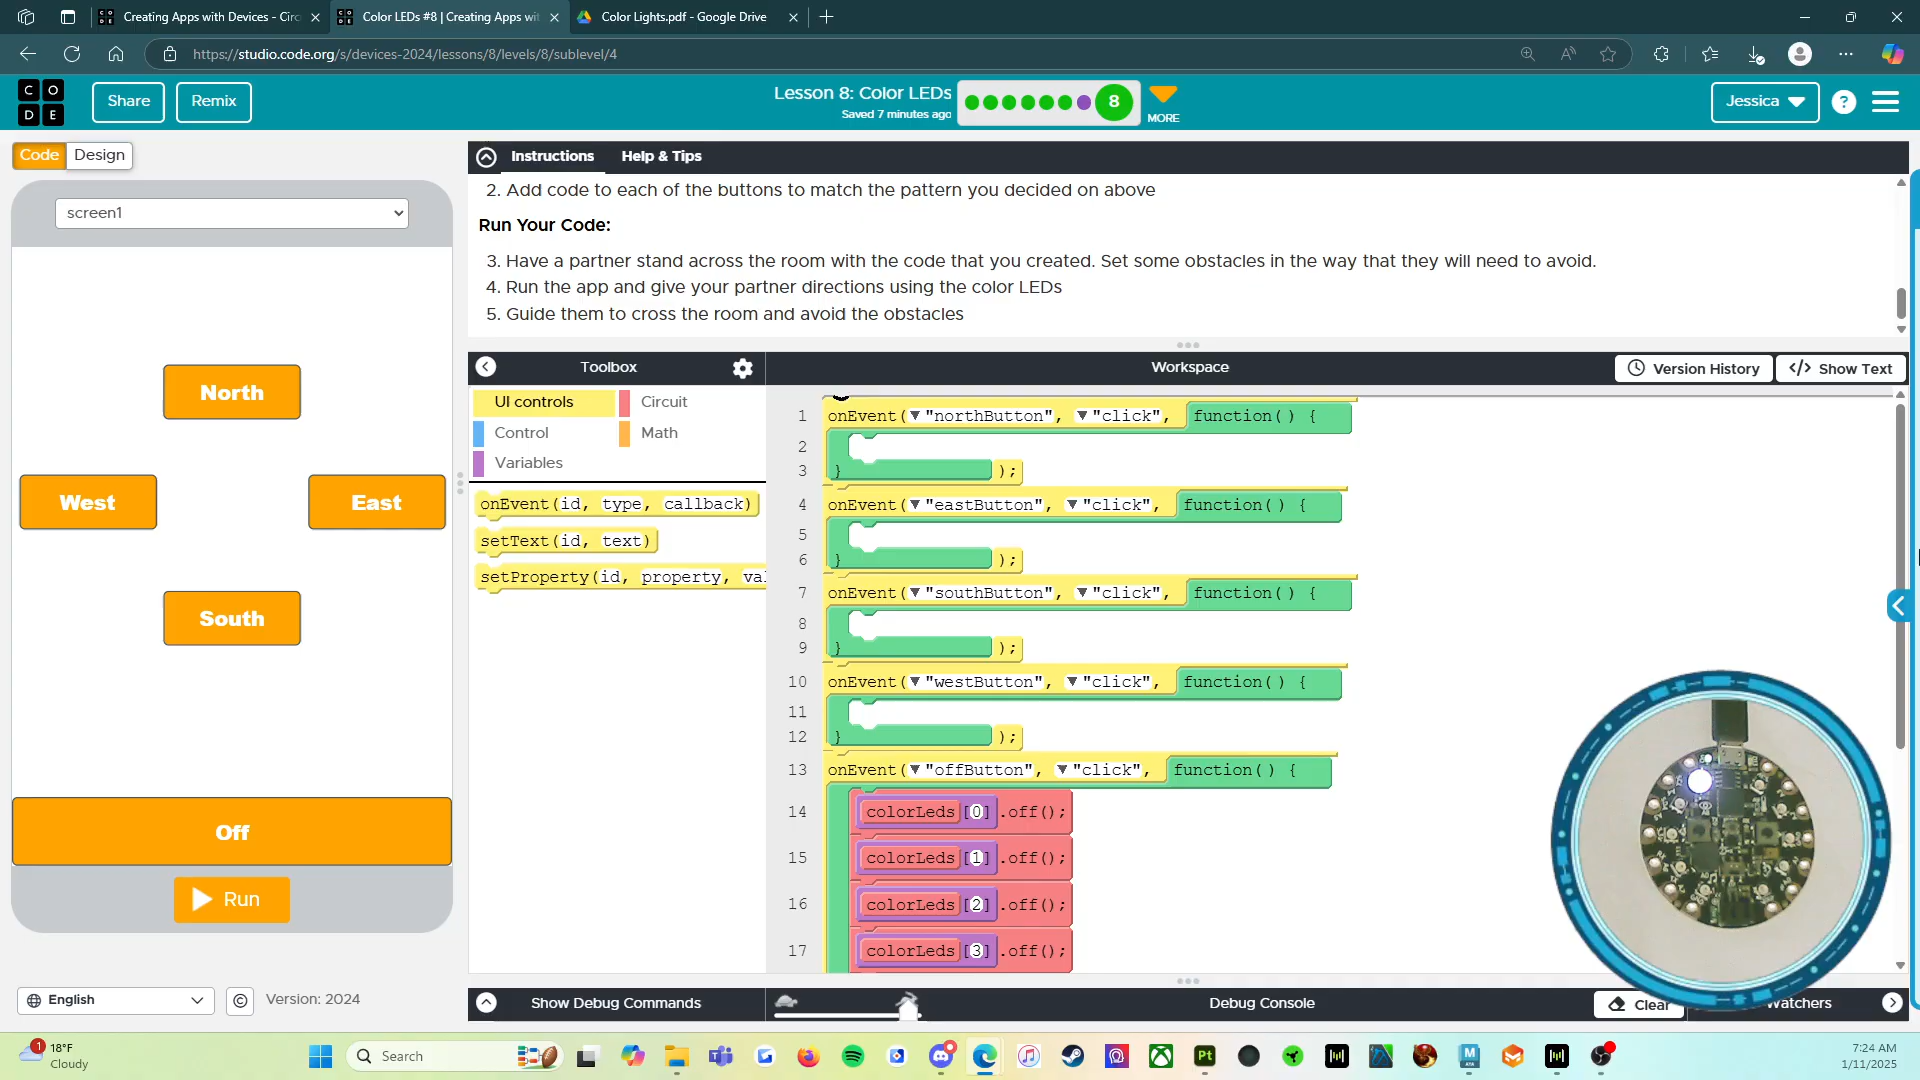 Creating Apps with Devices - Circ
Color LEDs #8 | Creating Apps wit
Color Lights.pdf - Google Drive
https://studio.code.org/s/devices-2024/lessons/8/levels/8/sublevel/4
C O
D E
Share
Remix
Lesson 8: Color LEDs
Saved 7 minutes ago
8
MORE
Jessica
?
Code
Design
screen1
North
West
East
South
Off
Run
English
©
Version: 2024
Instructions
Help & Tips
2. Add code to each of the buttons to match the pattern you decided on above
Run Your Code:
3. Have a partner stand across the room with the code that you created. Set some obstacles in the way that they will need to avoid.
4. Run the app and give your partner directions using the color LEDs
5. Guide them to cross the room and avoid the obstacles
Toolbox
Workspace
Version History
</> Show Text
UI controls
Circuit
Control
Math
Variables
onEvent(id, type, callback)
setText(id, text)
setProperty(id, property, val
1 onEvent(▼"northButton", ▼"click", function() {
2
3 } );
4 onEvent(▼"eastButton", ▼"click", function() {
5
6 } );
7 onEvent(▼"southButton", ▼"click", function() {
8
9 } );
10 onEvent(▼"westButton", ▼"click", function() {
11
12 } );
13 onEvent(▼"offButton", ▼"click", function() {
14 colorLeds[0].off();
15 colorLeds[1].off();
16 colorLeds[2].off();
17 colorLeds[3].off();
Show Debug Commands
Debug Console
Clear
Watchers
1
18°F
Cloudy
Search
Pt
7:24 AM
1/11/2025